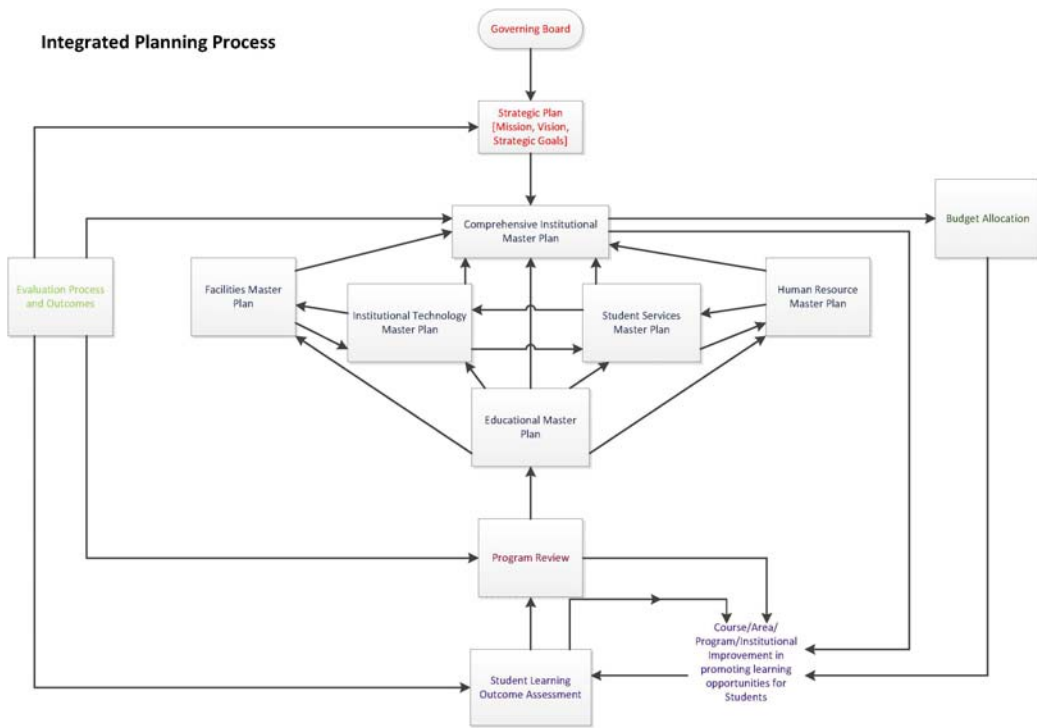 Integrated Planning Process
Governing Board
Strategic Plan
[Mission, Vision,
Strategic Goals]
Comprehensive Institutional
Master Plan
Budget Allocation
Evaluation Process
and Outcomes
Facilities Master
Plan
Institutional Technology
Master Plan
Student Services
Master Plan
Human Resource
Master Plan
Educational Master
Plan
Program Review
Course/Area/
Program/Institutional
Improvement in
promoting learning
opportunities for
Students
Student Learning
Outcome Assessment